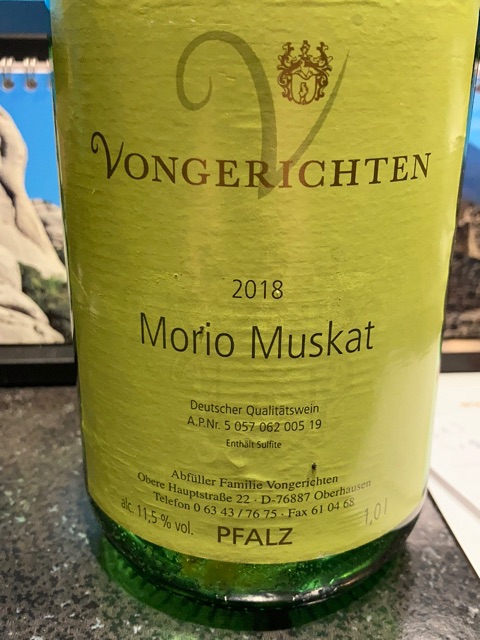 V
VONGERICHTEN
2018
Morio Muskat
Deutscher Qualitätswein
A.P.Nr. 5 057 062 005 19
Enthält Sulfite
Abfüller Familie Vongerichten
Obere Hauptstraße 22 · D-76887 Oberhausen
Telefon 0 63 43 / 76 75 · Fax 61 04 68
alc. 11,5 % vol. PFALZ 1,0 l